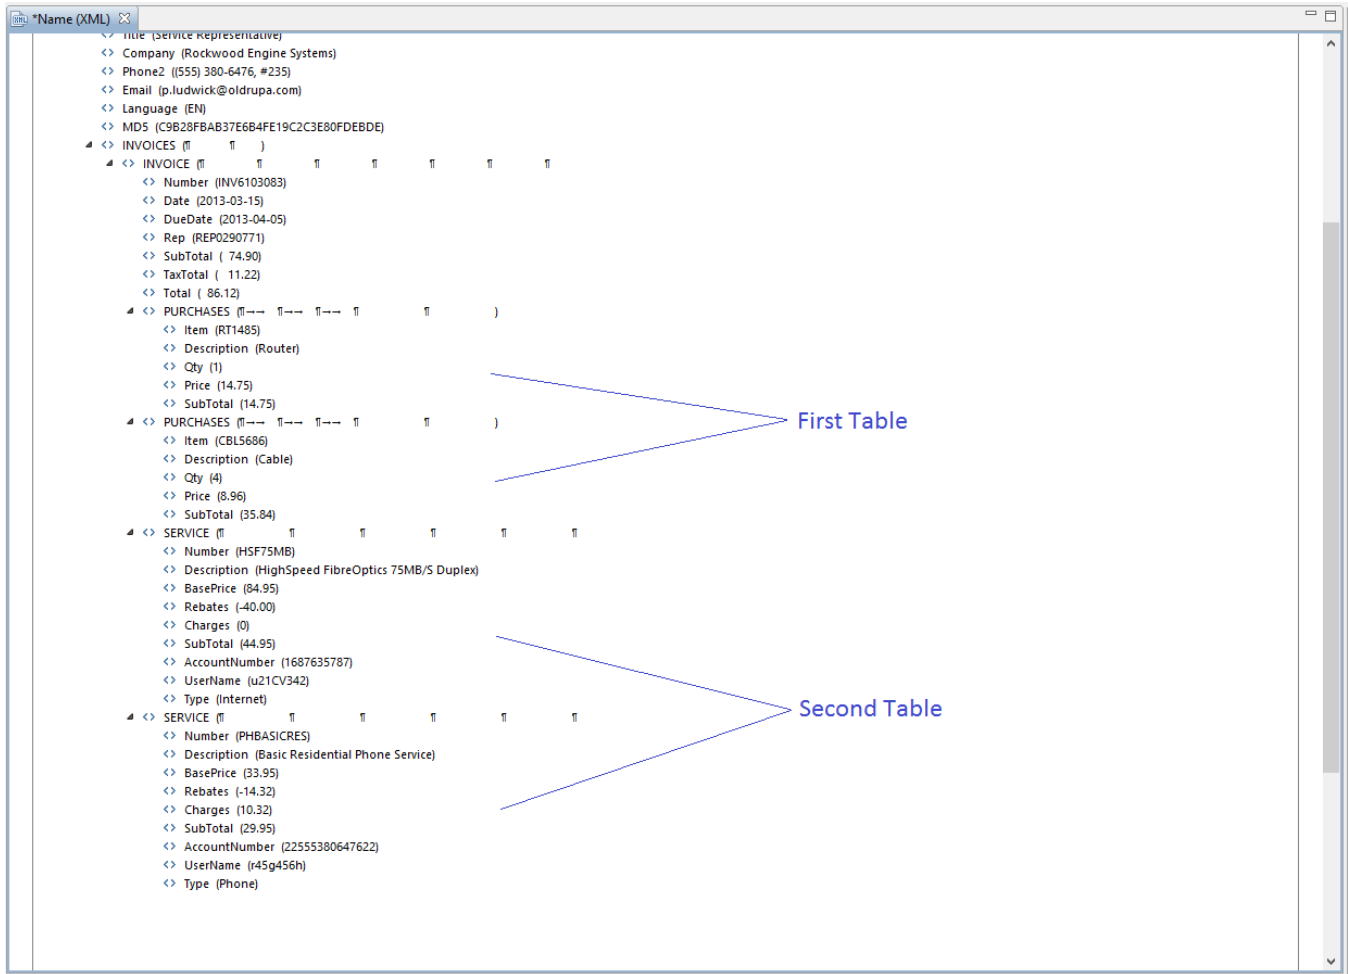 *Name (XML)
Title (Service Representative)
Company (Rockwood Engine Systems)
Phone2 ((555) 380-6476, #235)
Email (p.ludwick@oldrupa.com)
Language (EN)
MD5 (C9B28FBAB37E6B4FE19C2C3E80FDEBDE)
INVOICES (¶ ¶ )
INVOICE (¶ ¶ ¶ ¶ ¶ ¶ ¶
Number (INV6103083)
Date (2013-03-15)
DueDate (2013-04-05)
Rep (REP0290771)
SubTotal ( 74.90)
TaxTotal ( 11.22)
Total ( 86.12)
PURCHASES (¶→→ ¶→→ ¶→→ ¶ ¶ )
Item (RT1485)
Description (Router)
Qty (1)
Price (14.75)
SubTotal (14.75)
PURCHASES (¶→→ ¶→→ ¶→→ ¶ ¶ )
First Table
Item (CBL5686)
Description (Cable)
Qty (4)
Price (8.96)
SubTotal (35.84)
SERVICE (¶ ¶ ¶ ¶ ¶ ¶
Number (HSF75MB)
Description (HighSpeed FibreOptics 75MB/S Duplex)
BasePrice (84.95)
Rebates (-40.00)
Charges (0)
SubTotal (44.95)
AccountNumber (1687635787)
UserName (u21CV342)
Type (Internet)
Second Table
SERVICE (¶ ¶ ¶ ¶ ¶ ¶
Number (PHBASICRES)
Description (Basic Residential Phone Service)
BasePrice (33.95)
Rebates (-14.32)
Charges (10.32)
SubTotal (29.95)
AccountNumber (22555380647622)
UserName (r45g456h)
Type (Phone)